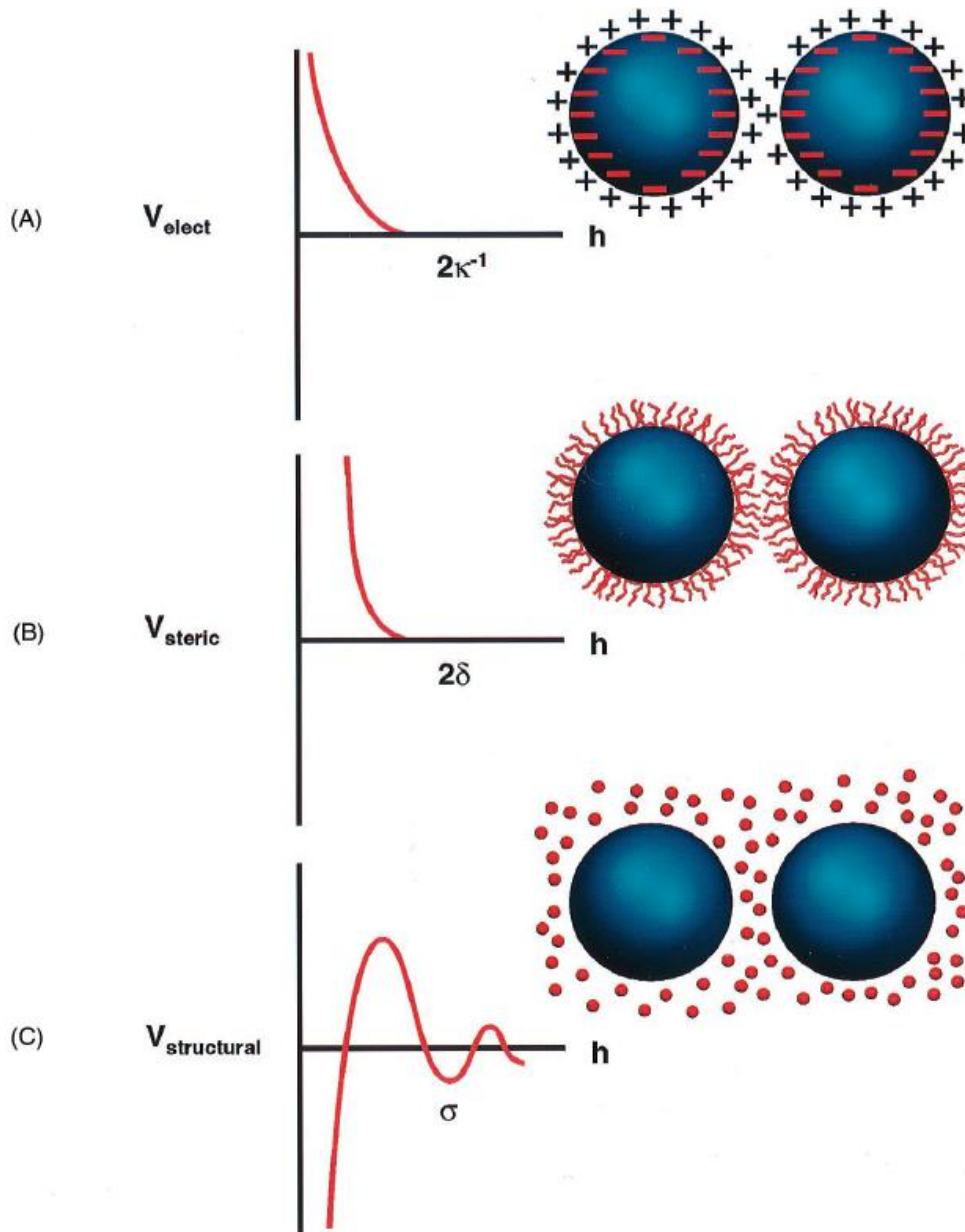 (A)
V_elect
h
2κ⁻¹
(B)
V_steric
h
2δ
(C)
V_structural
h
σ